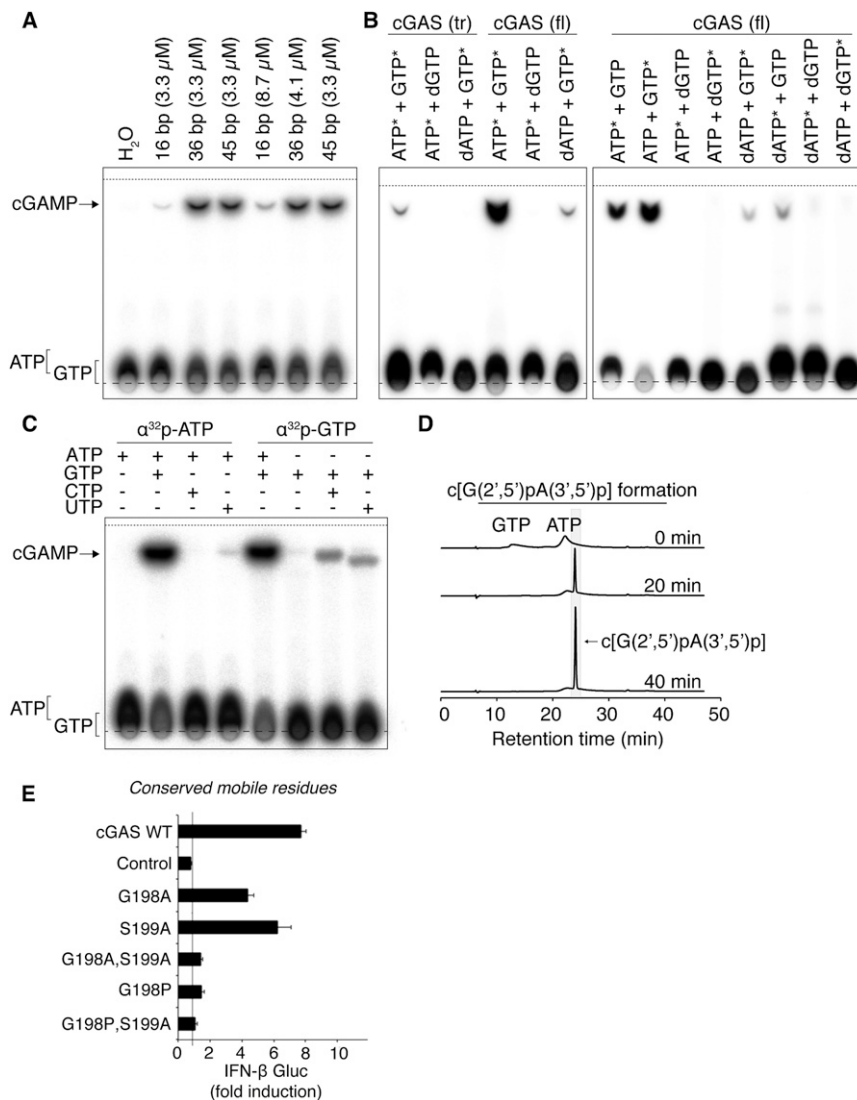 A
H2O
16 bp (3.3 µM)
36 bp (3.3 µM)
45 bp (3.3 µM)
16 bp (8.7 µM)
36 bp (4.1 µM)
45 bp (3.3 µM)
cGAMP
ATP
GTP
B
cGAS (tr)
cGAS (fl)
cGAS (fl)
ATP* + GTP*
ATP* + dGTP
dATP + GTP*
ATP* + GTP*
ATP* + dGTP
dATP + GTP*
ATP* + GTP
ATP + GTP*
ATP* + dGTP
ATP + dGTP*
dATP + GTP*
dATP* + GTP
dATP* + dGTP
dATP + dGTP*
C
α32p-ATP
α32p-GTP
ATP + + + + + - - -
GTP - + - - + + + +
CTP - - + - - - + -
UTP - - - + - - - +
cGAMP
ATP
GTP
D
c[G(2',5')pA(3',5')p] formation
GTP
ATP
0 min
20 min
c[G(2',5')pA(3',5')p]
40 min
0 10 20 30 40 50
Retention time (min)
E
Conserved mobile residues
cGAS WT
Control
G198A
S199A
G198A,S199A
G198P
G198P,S199A
0 2 4 6 8 10
IFN-β Gluc
(fold induction)